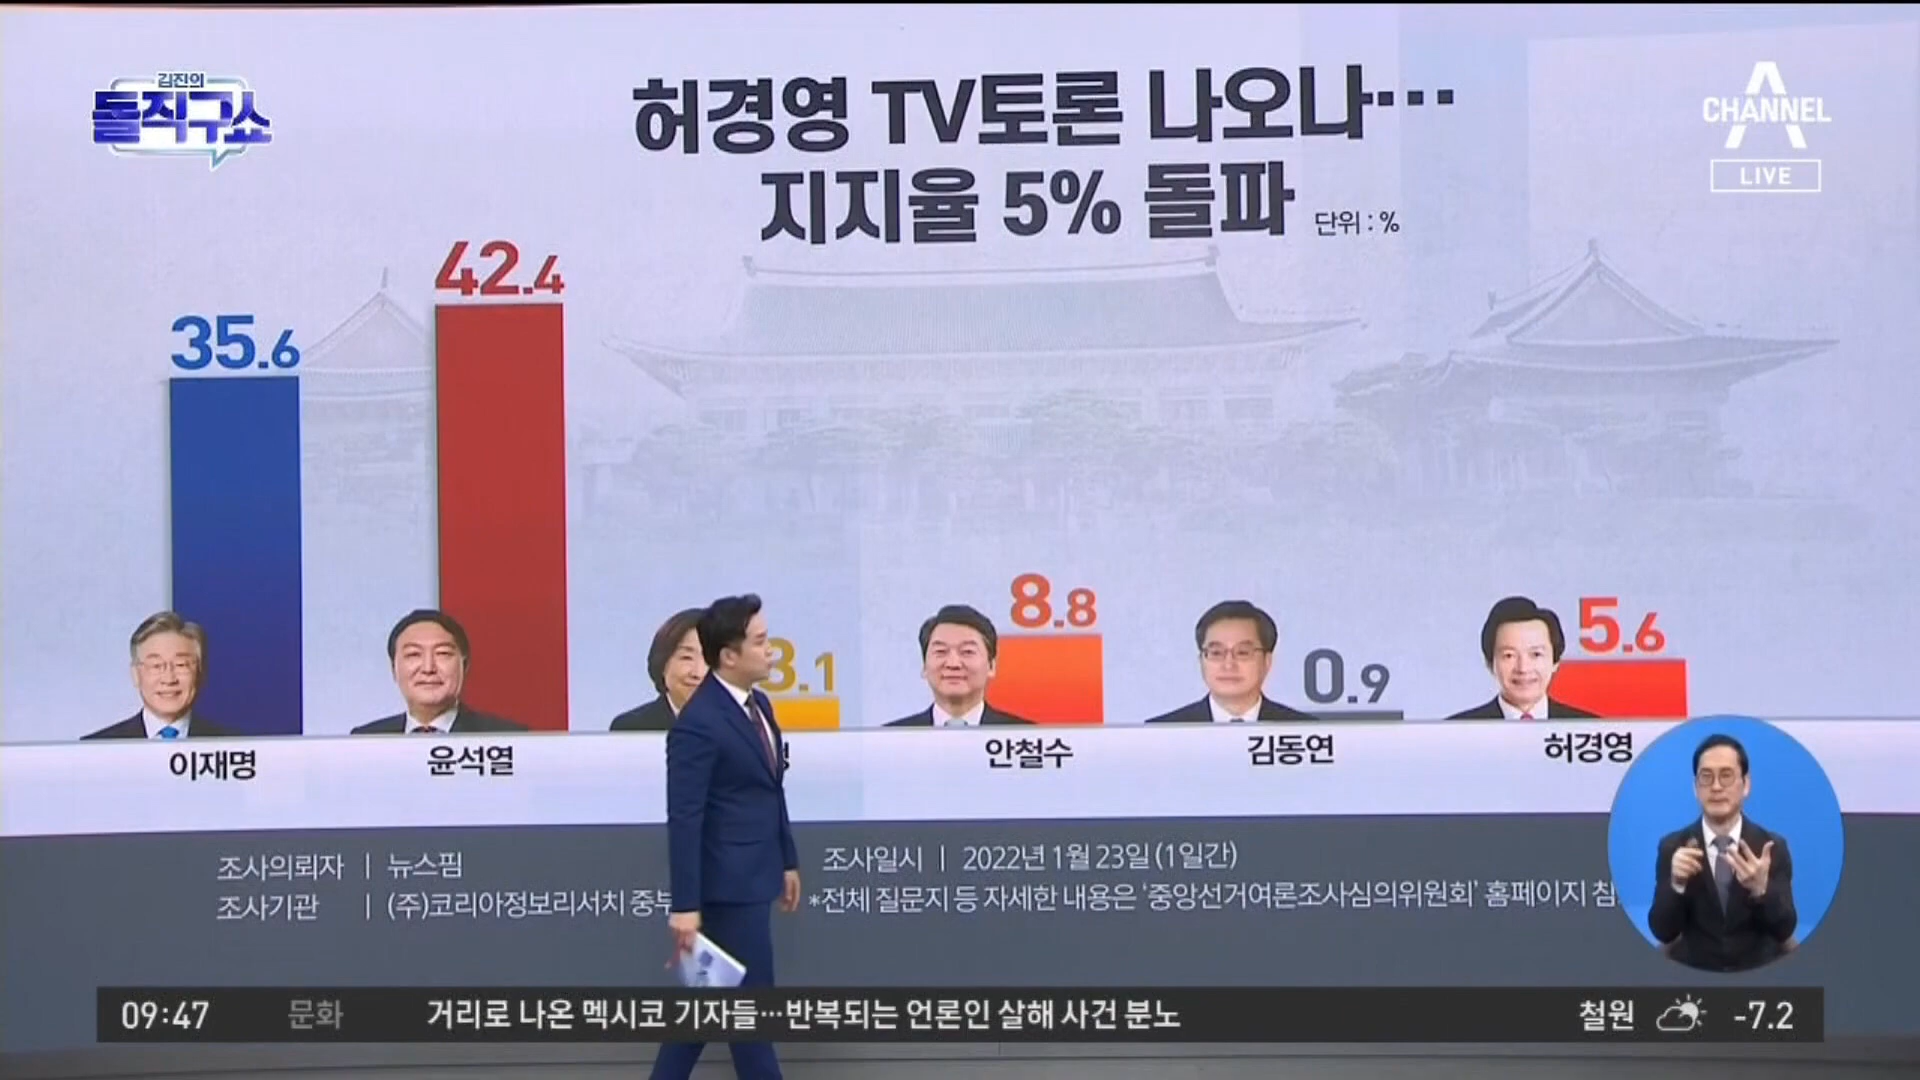 김진의
돌직구쇼
허경영 TV토론 나오나…
지지율 5% 돌파
단위 : %
CHANNEL A
LIVE
35.6
42.4
3.1
8.8
0.9
5.6
이재명
윤석열
안철수
김동연
허경영
조사의뢰자 | 뉴스핌
조사기관 | (주)코리아정보리서치 중부
조사일시 | 2022년 1월 23일 (1일간)
*전체 질문지 등 자세한 내용은 '중앙선거여론조사심의위원회' 홈페이지 참
09:47 문화 거리로 나온 멕시코 기자들…반복되는 언론인 살해 사건 분노 철원 -7.2